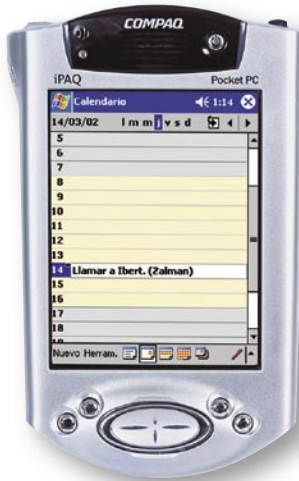 COMPAQ
iPAQ Pocket PC
Calendario 1:14
14/03/02 l m m j v s d
5
6
7
8
9
10
11
12
13
14 Llamar a Ibert. (Zalman)
15
16
17
18
19
Nuevo Herram.